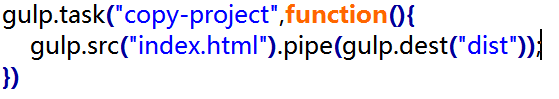 gulp.task("copy-project",function(){
gulp.src("index.html").pipe(gulp.dest("dist"));
})